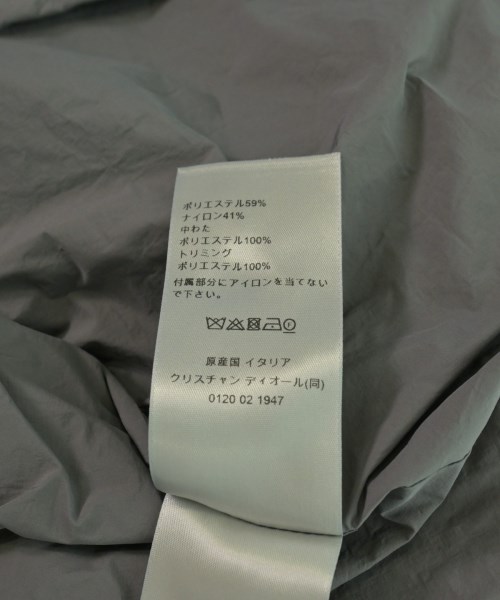 ポリエステル59%
ナイロン41%
中わた
ポリエステル100%
トリミング
ポリエステル100%
付属部分にアイロンを当てない
で下さい。
原産国 イタリア
クリスチャン ディオール(同)
0120 02 1947